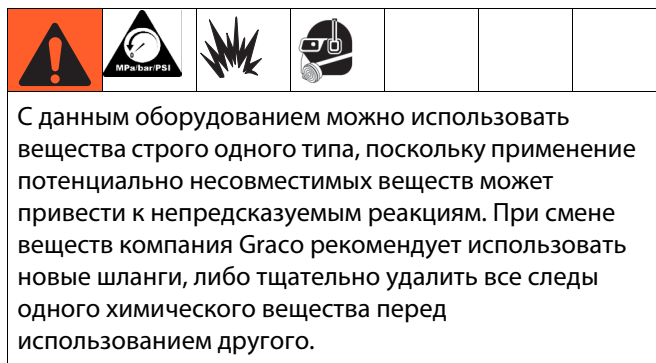 MPa/bar/PSI
С данным оборудованием можно использовать
вещества строго одного типа, поскольку применение
потенциально несовместимых веществ может
привести к непредсказуемым реакциям. При смене
веществ компания Graco рекомендует использовать
новые шланги, либо тщательно удалить все следы
одного химического вещества перед
использованием другого.